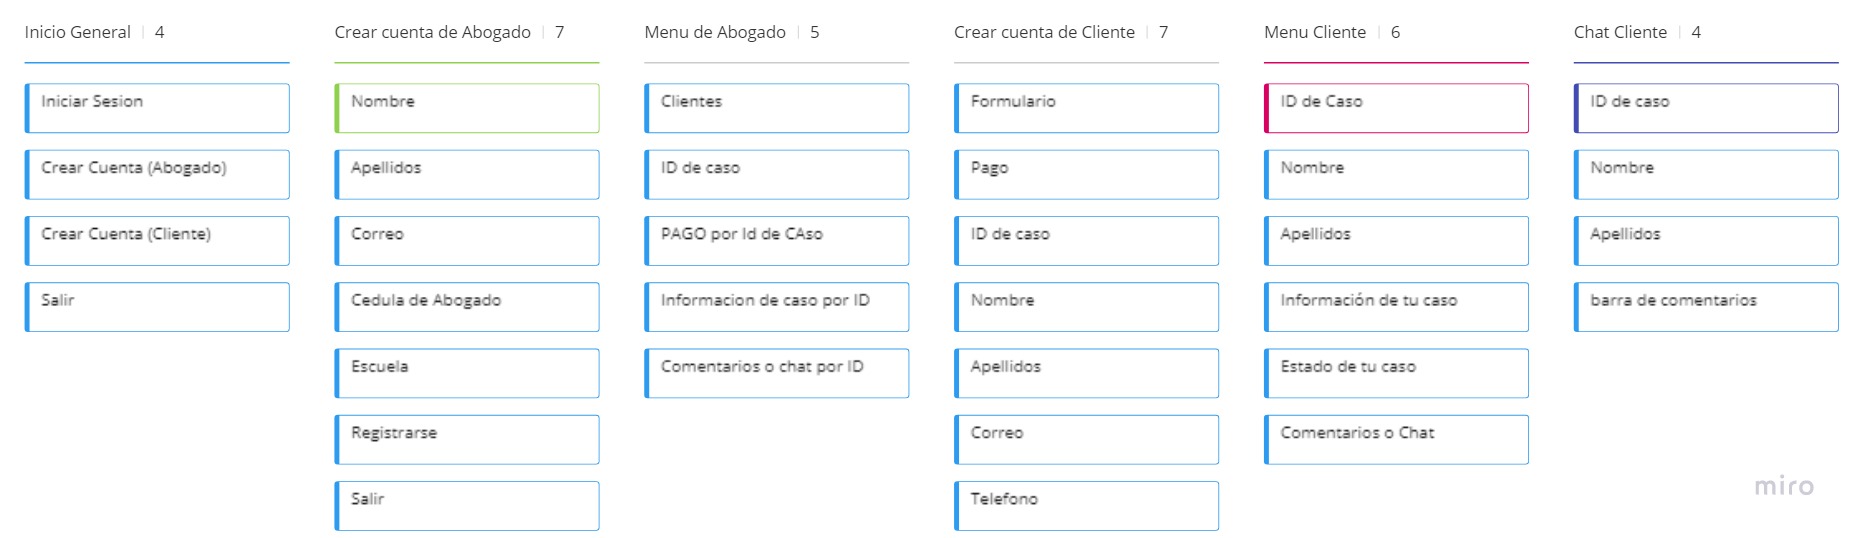 Inicio General | 4
Iniciar Sesion
Crear Cuenta (Abogado)
Crear Cuenta (Cliente)
Salir
Crear cuenta de Abogado | 7
Nombre
Apellidos
Correo
Cedula de Abogado
Escuela
Registrarse
Salir
Menu de Abogado | 5
Clientes
ID de caso
PAGO por Id de CAso
Informacion de caso por ID
Comentarios o chat por ID
Crear cuenta de Cliente | 7
Formulario
Pago
ID de caso
Nombre
Apellidos
Correo
Telefono
Menu Cliente | 6
ID de Caso
Nombre
Apellidos
Información de tu caso
Estado de tu caso
Comentarios o Chat
Chat Cliente | 4
ID de caso
Nombre
Apellidos
barra de comentarios
miro